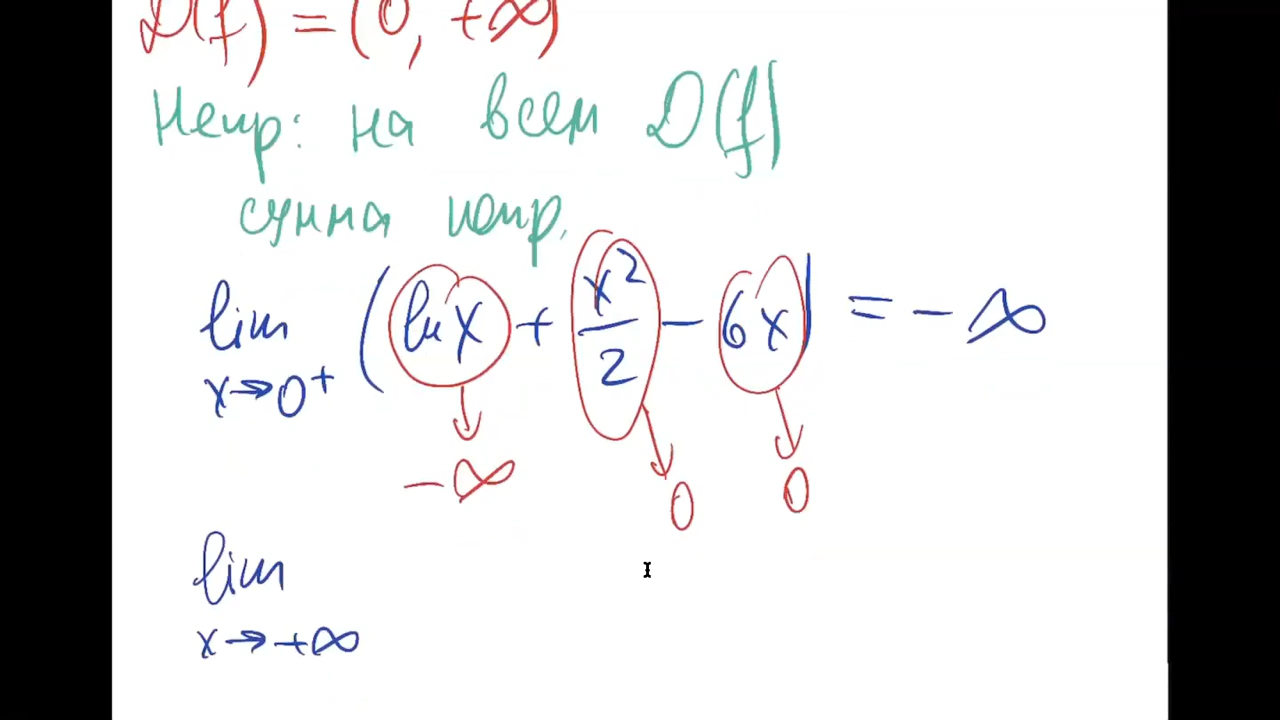 D(f) = (0, +∞)
Непр: на всем D(f)
сумма непр.
lim (ln x + x²/2 − 6x) = −∞
x→0⁺
−∞ 0 0
lim
x→+∞